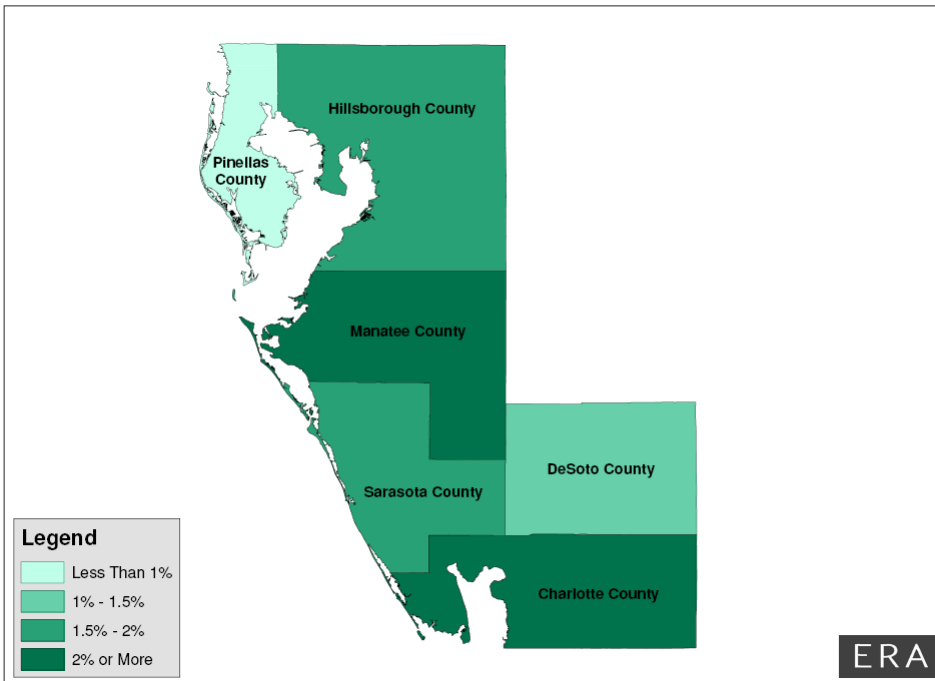 Hillsborough County
Pinellas
County
Manatee County
DeSoto County
Sarasota County
Charlotte County
Legend
Less Than 1%
1% - 1.5%
1.5% - 2%
2% or More
ERA